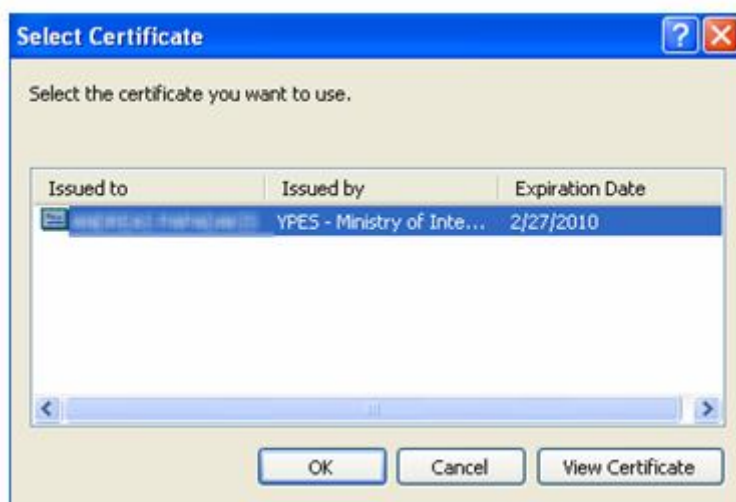 Select Certificate
Select the certificate you want to use.
Issued to Issued by Expiration Date
YPES - Ministry of Inte... 2/27/2010
OK Cancel View Certificate